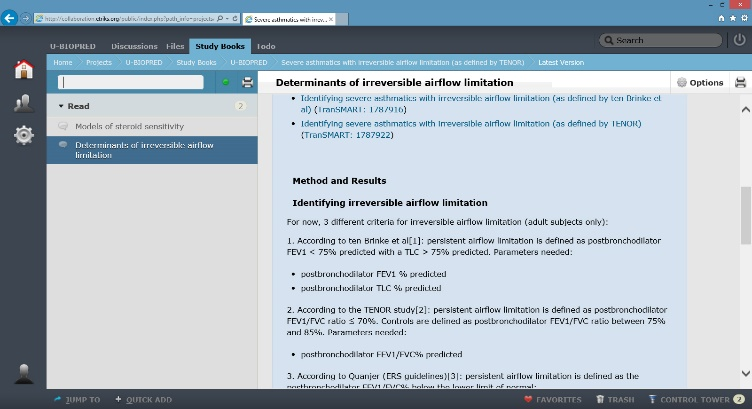 http://collaboration.etriks.org/public/index.php?path_info=projects-
Severe asthmatics with irrev...
U-BIOPRED Discussions Files Study Books Todo
Search
Home Projects U-BIOPRED Study Books U-BIOPRED Severe asthmatics with irreversible airflow limitation (as defined by TENOR) Latest Version
Determinants of irreversible airflow limitation
Options
Read 2
Models of steroid sensitivity
Determinants of irreversible airflow
limitation
• Identifying severe asthmatics with irreversible airflow limitation (as defined by ten Brinke et
al) (TranSMART: 1787916)
• Identifying severe asthmatics with irreversible airflow limitation (as defined by TENOR)
(TranSMART: 1787922)
Method and Results
Identifying irreversible airflow limitation
For now, 3 different criteria for irreversible airflow limitation (adult subjects only):
1. According to ten Brinke et al[1]: persistent airflow limitation is defined as postbronchodilator
FEV1 < 75% predicted with a TLC > 75% predicted. Parameters needed:
• postbronchodilator FEV1 % predicted
• postbronchodilator TLC % predicted
2. According to the TENOR study[2]: persistent airflow limitation is defined as postbronchodilator
FEV1/FVC ratio ≤ 70%. Controls are defined as postbronchodilator FEV1/FVC ratio between 75%
and 85%. Parameters needed:
• postbronchodilator FEV1/FVC% predicted
3. According to Quanjer (ERS guidelines)[3]: persistent airflow limitation is defined as the
postbronchodilator FEV1/FVC% below the lower limit of normal:
JUMP TO QUICK ADD
FAVORITES TRASH CONTROL TOWER 2